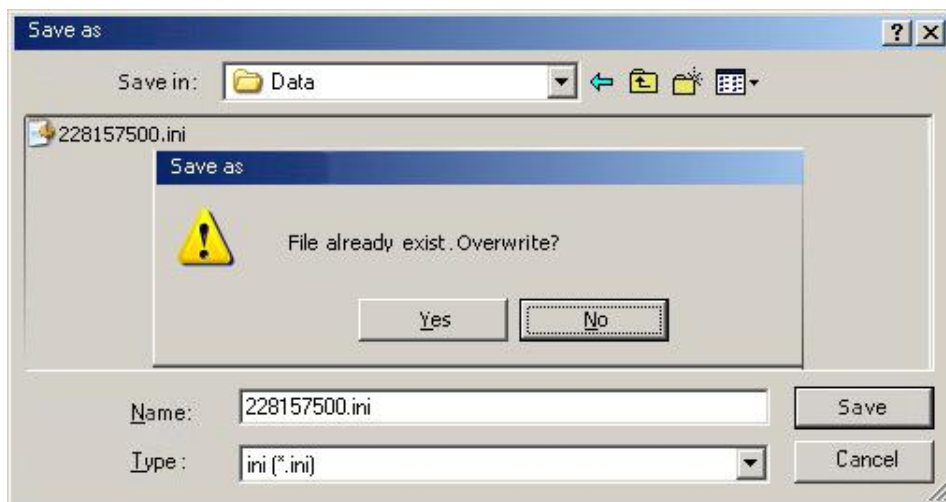 Save as
Save in: Data
228157500.ini
Save as
File already exist.Overwrite?
Yes No
Name: 228157500.ini Save
Type: ini (*.ini) Cancel